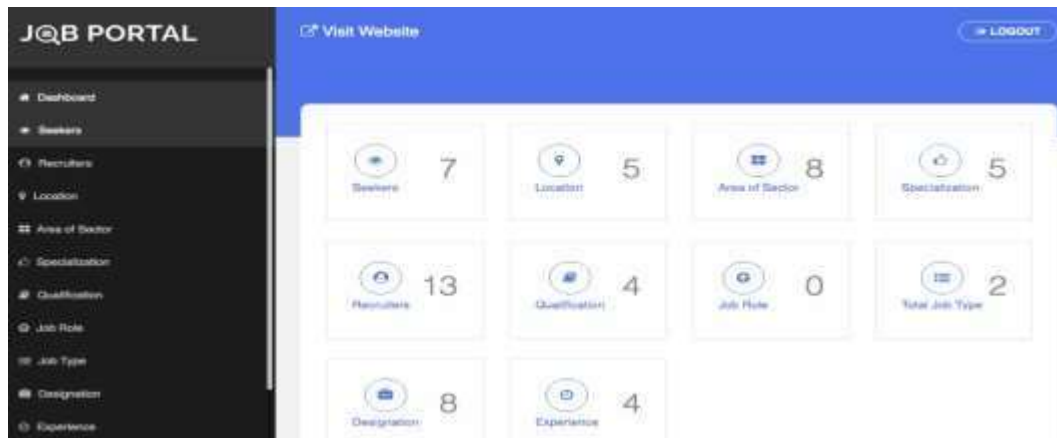 JOB PORTAL
Visit Website
LOGOUT
Dashboard
Seekers
Recruiters
Location
Area of Sector
Specialization
Qualification
Job Role
Job Type
Designation
Experience
7
Seekers
5
Location
8
Area of Sector
5
Specialization
13
Recruiters
4
Qualification
0
Job Role
2
Total Job Type
8
Designation
4
Experience